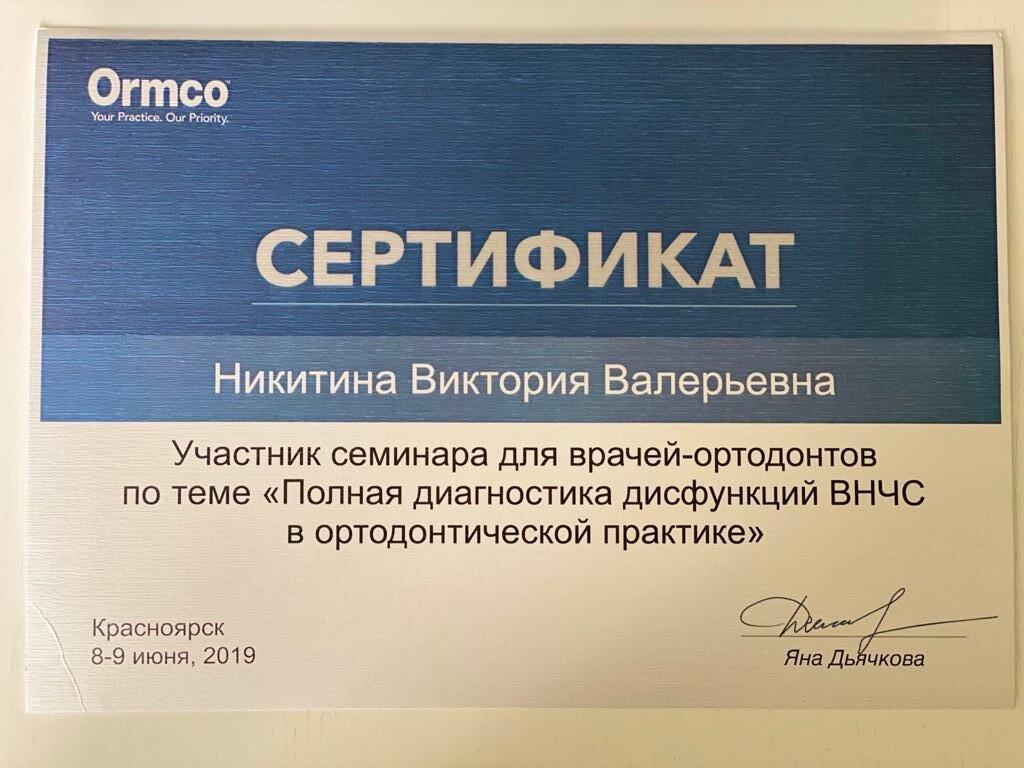 Ormco™
Your Practice. Our Priority.
СЕРТИФИКАТ
Никитина Виктория Валерьевна
Участник семинара для врачей-ортодонтов
по теме «Полная диагностика дисфункций ВНЧС
в ортодонтической практике»
Красноярск
8-9 июня, 2019
Яна Дьячкова